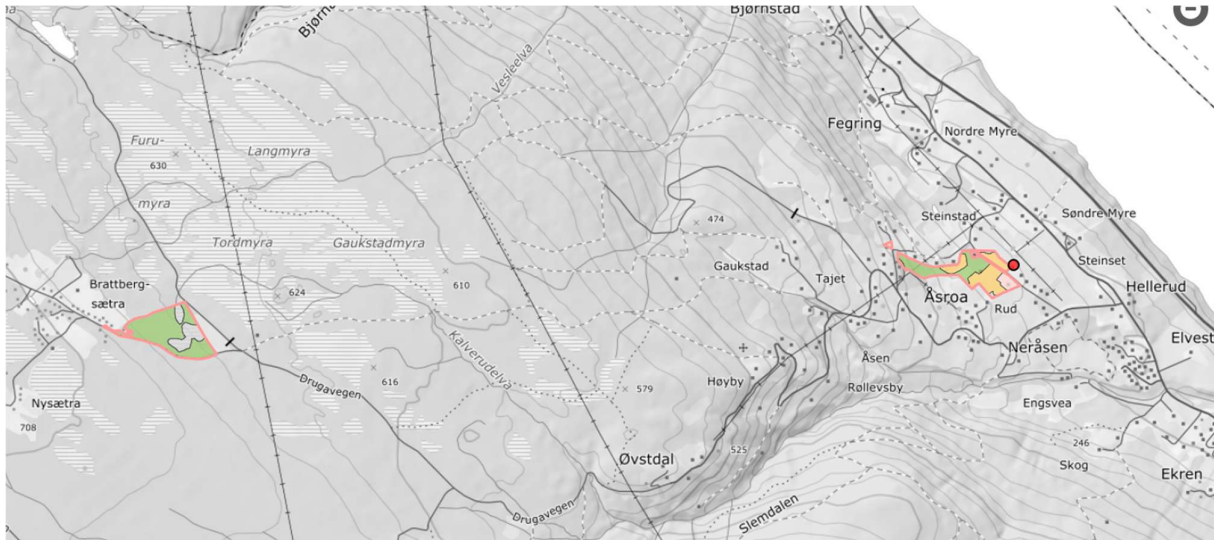 Bjørnstad
Bjørn
Vesleelva
Fegring
Nordre Myre
Furu-
630
myra
Langmyra
Tordmyra
Gaukstadmyra
474
Steinstad
Søndre Myre
Gaukstad
Tajet
Steinset
Brattberg-
sætra
624
610
Åsroa
Hellerud
Rud
Kalverudelva
Elvest
Neråsen
Åsen
Drugavegen
616
579
Høyby
Røllevsby
Nysætra
Engsvea
708
525
246
Øvstdal
Skog
Ekren
Drugavegen
Slemdalen